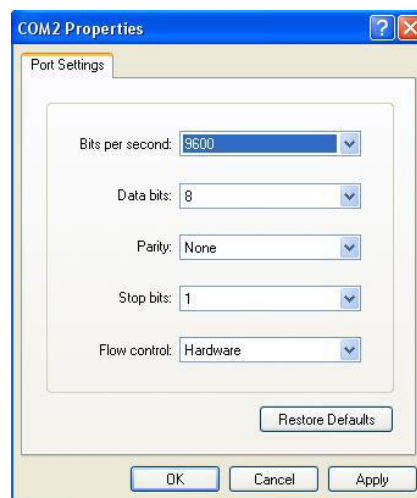 COM2 Properties
Port Settings
Bits per second: 9600
Data bits: 8
Parity: None
Stop bits: 1
Flow control: Hardware
Restore Defaults
OK Cancel Apply